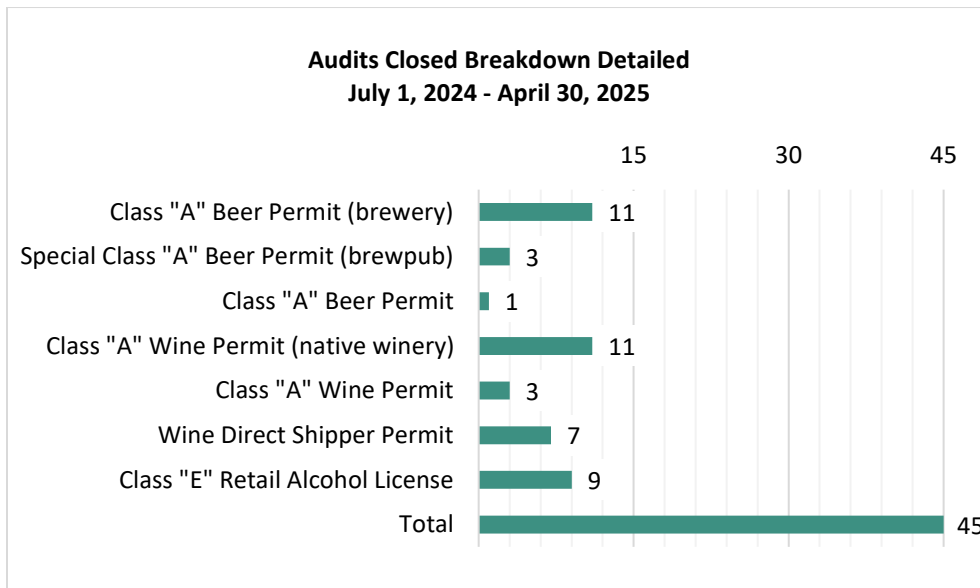 Audits Closed Breakdown Detailed
July 1, 2024 - April 30, 2025
15 30 45
Class "A" Beer Permit (brewery) 11
Special Class "A" Beer Permit (brewpub) 3
Class "A" Beer Permit 1
Class "A" Wine Permit (native winery) 11
Class "A" Wine Permit 3
Wine Direct Shipper Permit 7
Class "E" Retail Alcohol License 9
Total 45